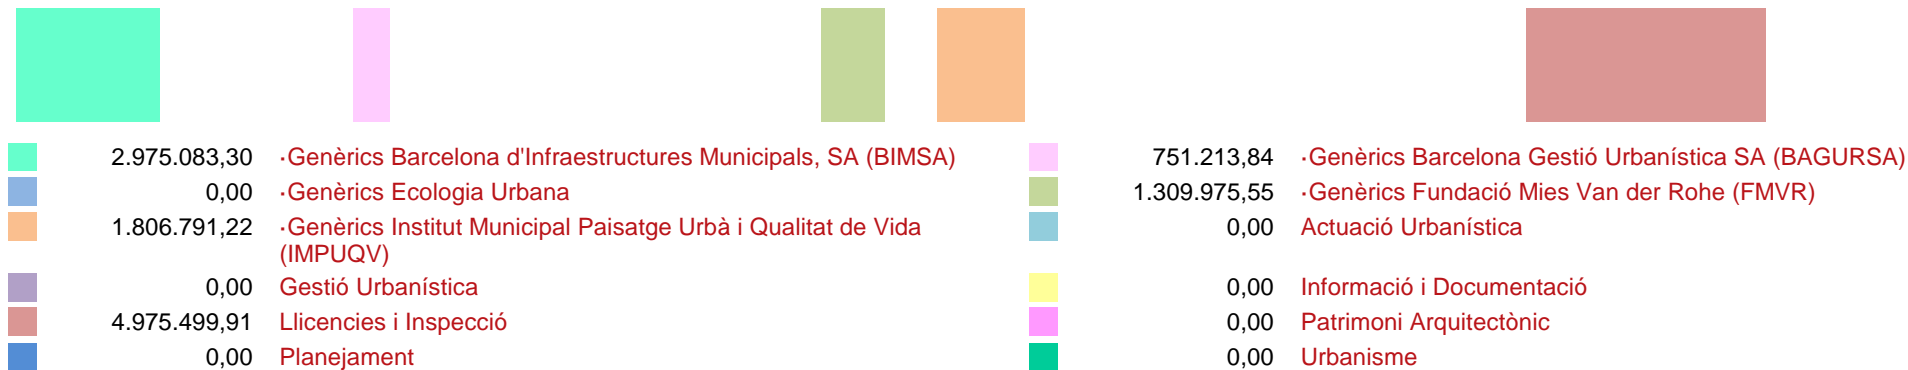 2.975.083,30 ·Genèrics Barcelona d'Infraestructures Municipals, SA (BIMSA) 751.213,84 ·Genèrics Barcelona Gestió Urbanística SA (BAGURSA)
0,00 ·Genèrics Ecologia Urbana 1.309.975,55 ·Genèrics Fundació Mies Van der Rohe (FMVR)
1.806.791,22 ·Genèrics Institut Municipal Paisatge Urbà i Qualitat de Vida 0,00 Actuació Urbanística
(IMPUQV)
0,00 Gestió Urbanística 0,00 Informació i Documentació
4.975.499,91 Llicencies i Inspecció 0,00 Patrimoni Arquitectònic
0,00 Planejament 0,00 Urbanisme